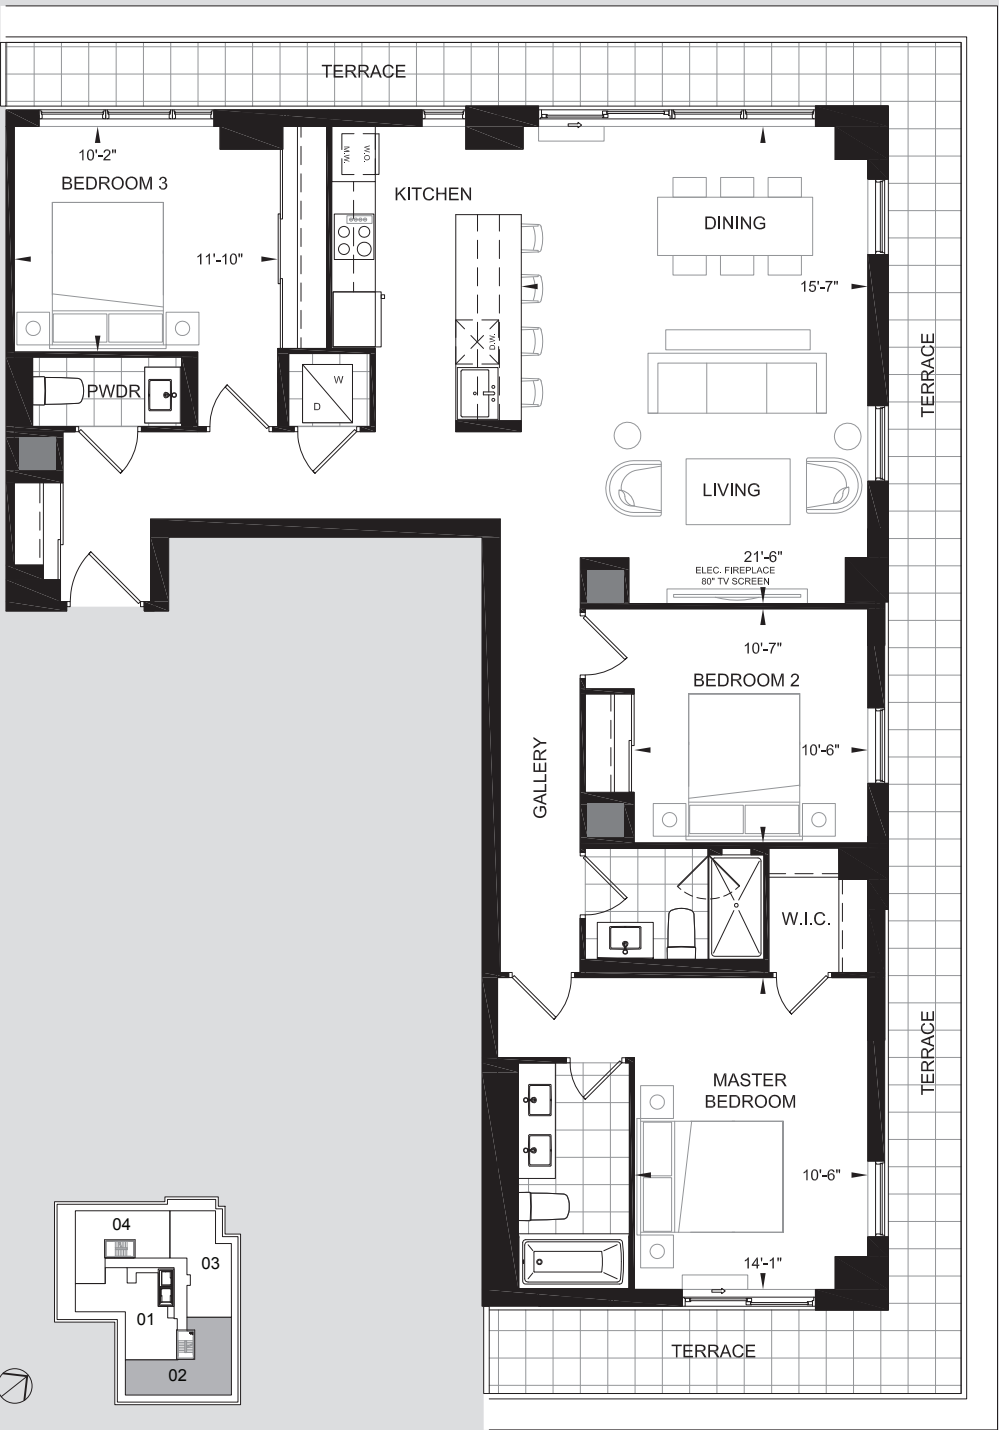 TERRACE
10'-2"
BEDROOM 3
11'-10"
M.W.
W.O.
KITCHEN
DINING
15'-7"
D.W.
PWDR
W
D
TERRACE
LIVING
21'-6"
ELEC. FIREPLACE
80" TV SCREEN
10'-7"
BEDROOM 2
10'-6"
GALLERY
W.I.C.
TERRACE
MASTER
BEDROOM
10'-6"
14'-1"
TERRACE
04
03
01
02